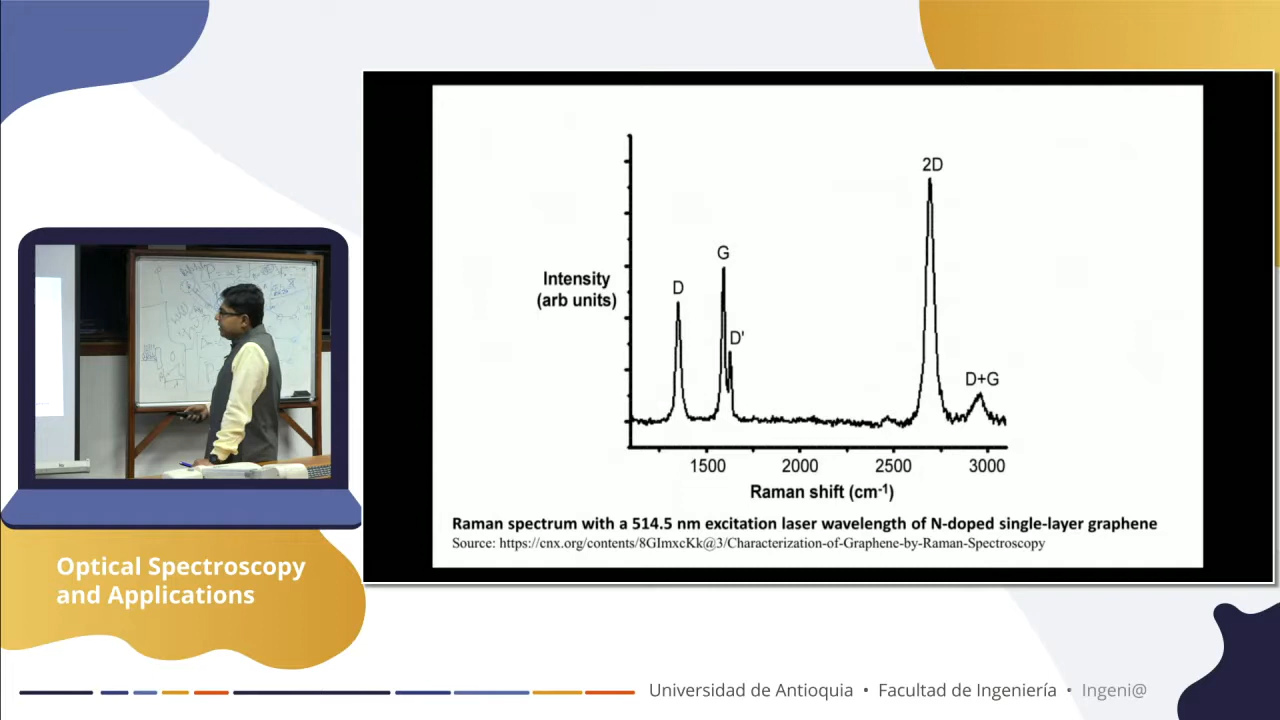 2D
G
D
D'
D+G
Intensity
(arb units)
1500 2000 2500 3000
Raman shift (cm⁻¹)
Raman spectrum with a 514.5 nm excitation laser wavelength of N-doped single-layer graphene
Source: https://cnx.org/contents/8GImxcKk@3/Characterization-of-Graphene-by-Raman-Spectroscopy
Optical Spectroscopy
and Applications
Universidad de Antioquia • Facultad de Ingeniería • Ingeni@